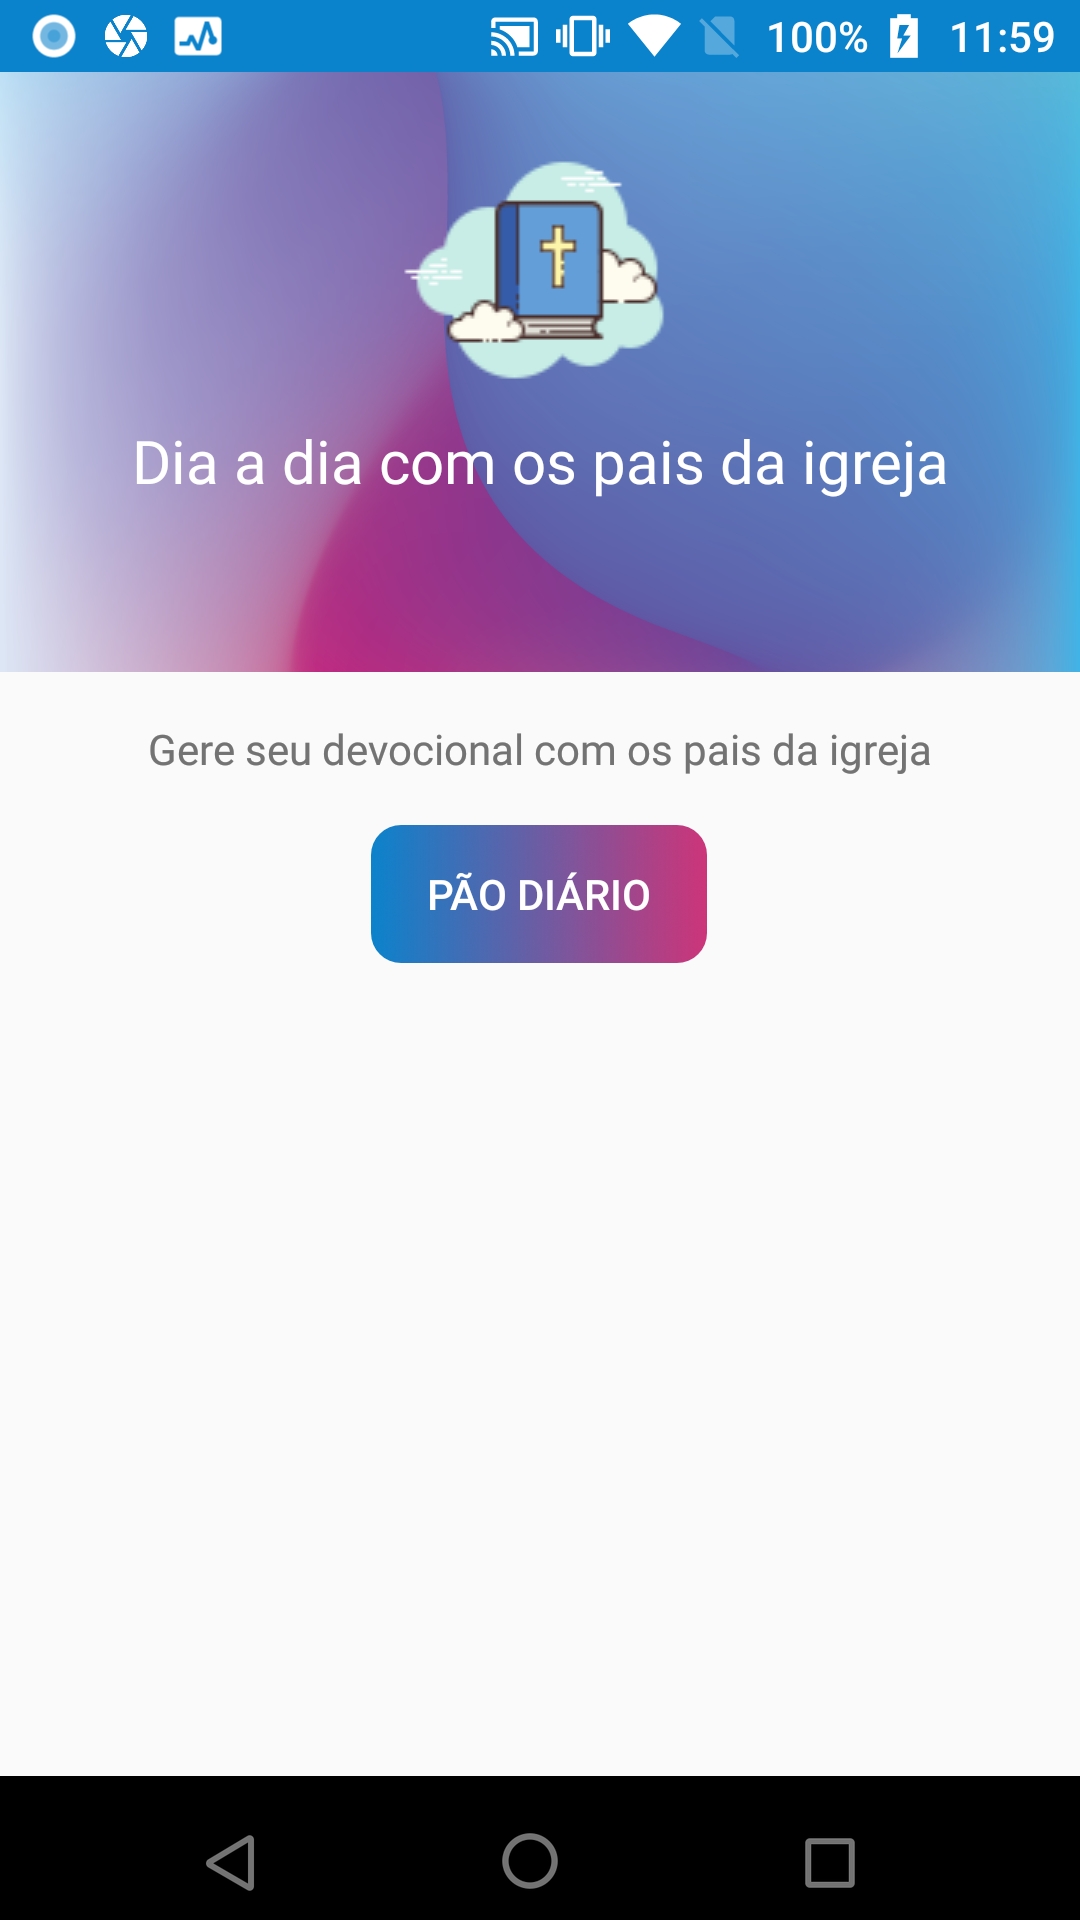 100% 11:59
Dia a dia com os pais da igreja
Gere seu devocional com os pais da igreja
PÃO DIÁRIO